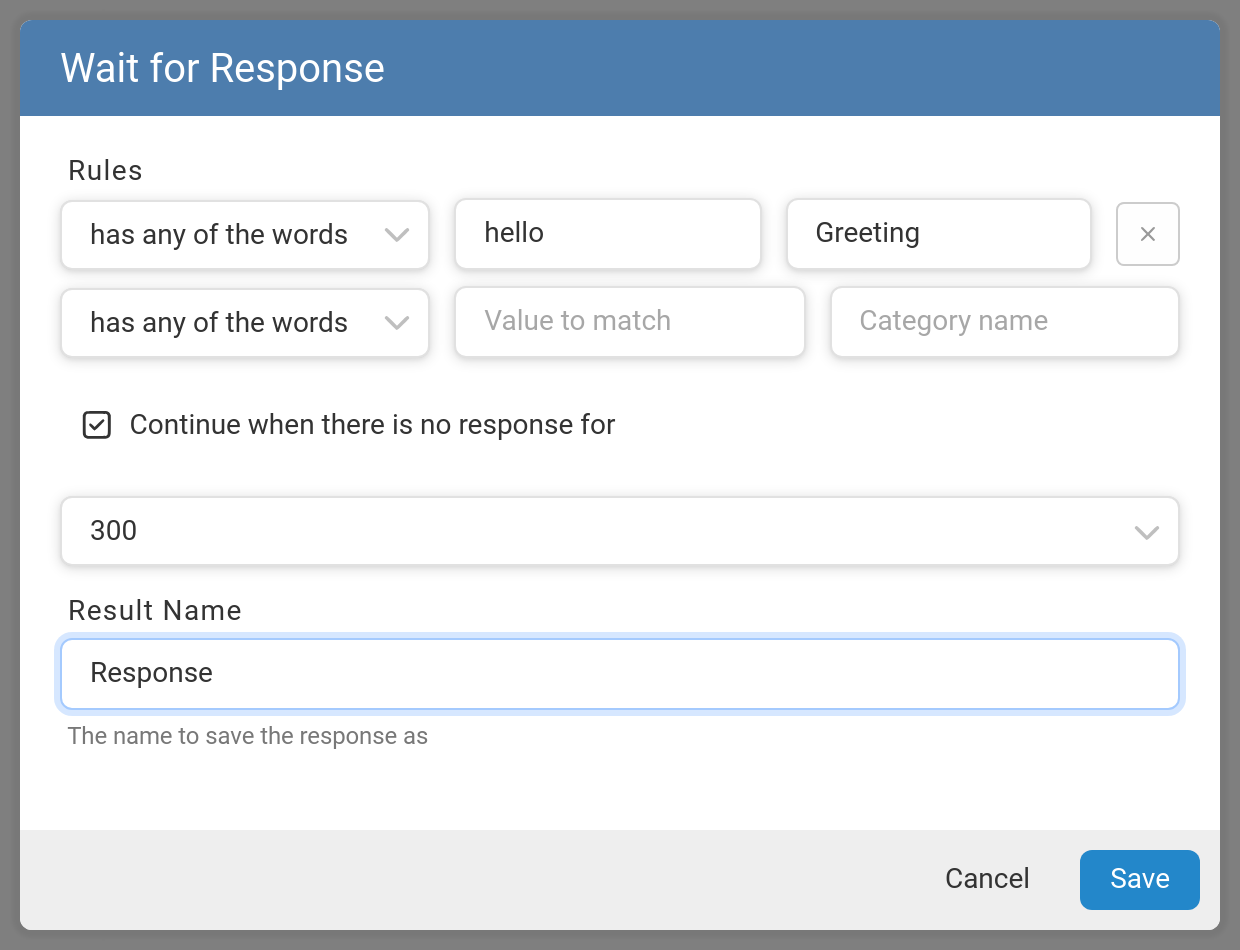 Wait for Response
Rules
has any of the words hello Greeting
has any of the words Value to match Category name
Continue when there is no response for
300
Result Name
Response
The name to save the response as
Cancel Save